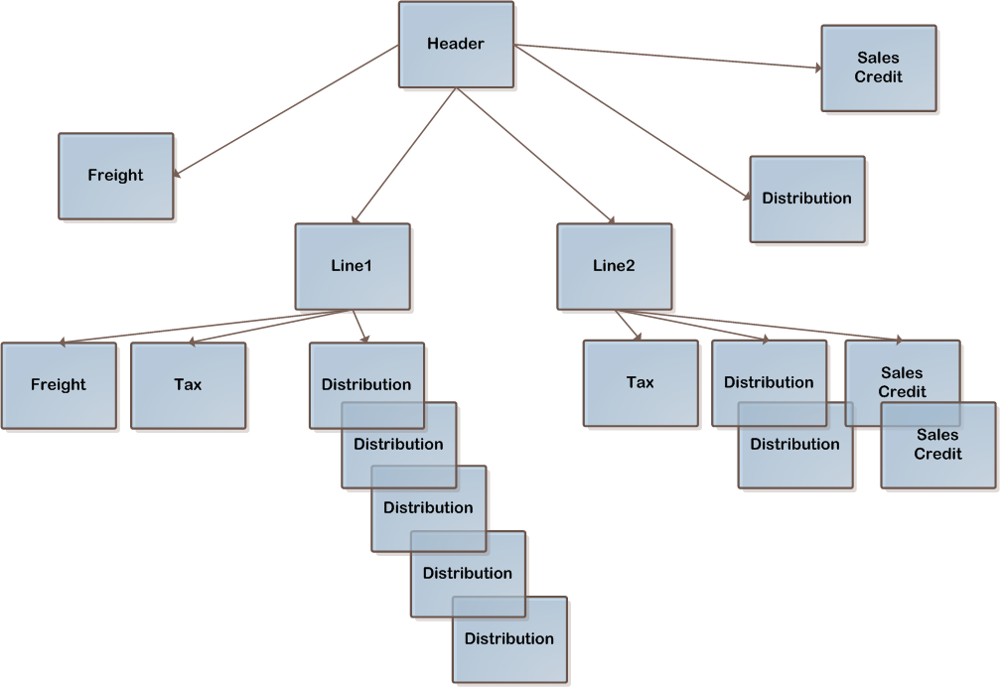 Header
Sales
Credit
Freight
Distribution
Line1
Line2
Freight
Tax
Distribution
Distribution
Distribution
Distribution
Distribution
Tax
Distribution
Distribution
Sales
Credit
Sales
Credit